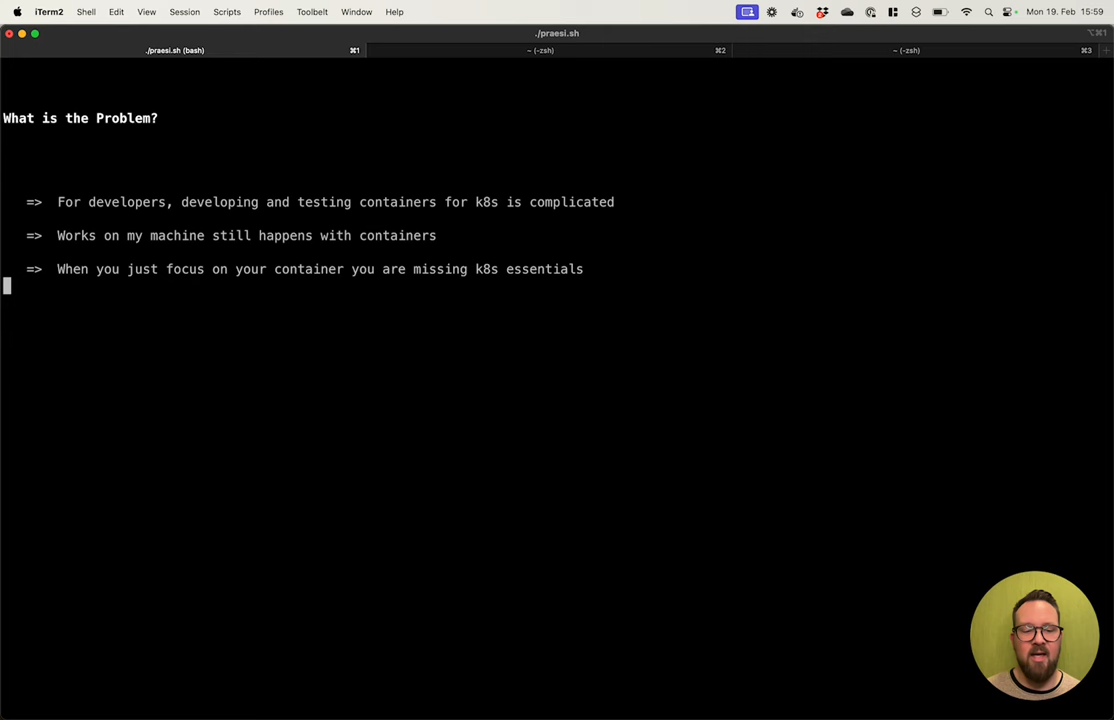 iTerm2 Shell Edit View Session Scripts Profiles Toolbelt Window Help Mon 19. Feb 15:59
./praesi.sh ⌥⌘1
./praesi.sh (bash) ⌘1 ~ (-zsh) ⌘2 ~ (-zsh) ⌘3
What is the Problem?
=> For developers, developing and testing containers for k8s is complicated
=> Works on my machine still happens with containers
=> When you just focus on your container you are missing k8s essentials